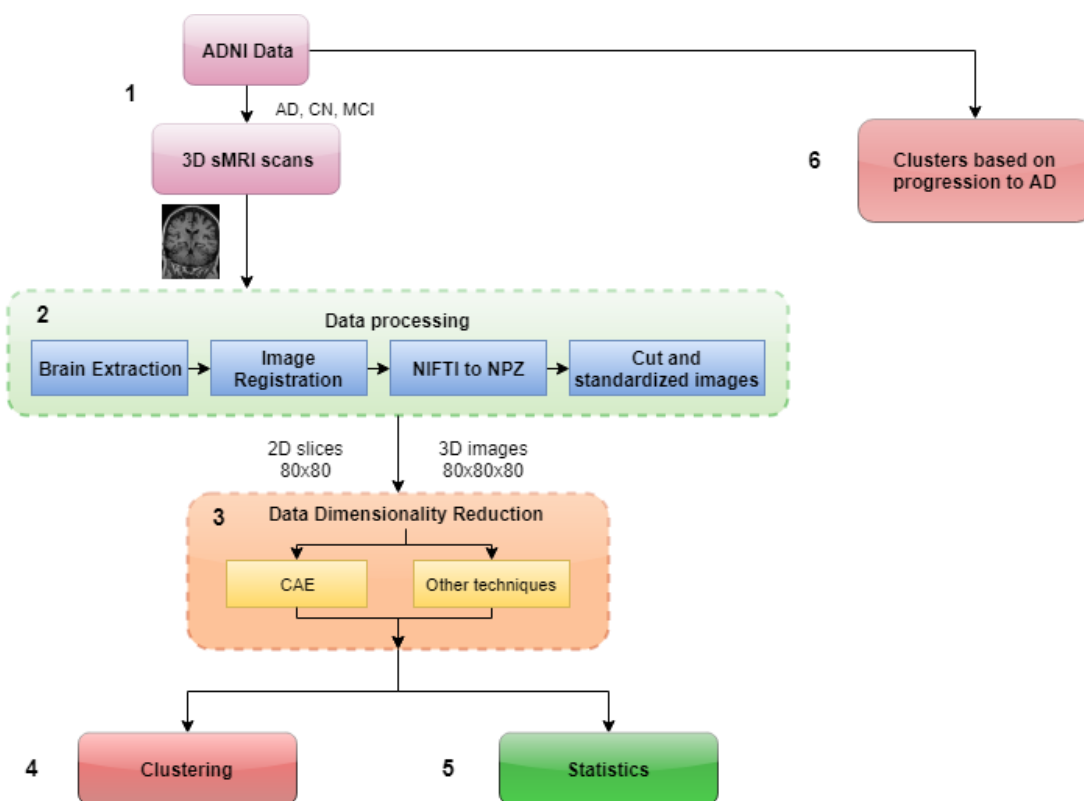 ADNI Data
1
AD, CN, MCI
3D sMRI scans
6
Clusters based on
progression to AD
2
Data processing
Brain Extraction
Image
Registration
NIFTI to NPZ
Cut and
standardized images
2D slices
80x80
3D images
80x80x80
3
Data Dimensionality Reduction
CAE
Other techniques
4
Clustering
5
Statistics